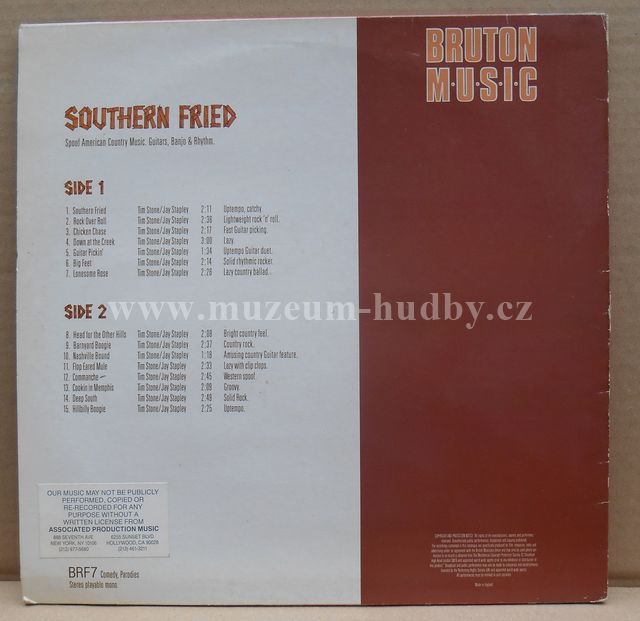 BRUTON
M·U·S·I·C
SOUTHERN FRIED
Spoof American Country Music. Guitars, Banjo & Rhythm.
SIDE 1
1. Southern Fried Tim Stone/Jay Stapley 2:11 Uptempo, catchy.
2. Rock Over Roll Tim Stone/Jay Stapley 2:36 Lightweight rock 'n' roll.
3. Chicken Chase Tim Stone/Jay Stapley 2:17 Fast Guitar picking.
4. Down at the Creek Tim Stone/Jay Stapley 3:00 Lazy.
5. Guitar Pickin' Tim Stone/Jay Stapley 1:34 Uptempo Guitar duet.
6. Big Feet Tim Stone/Jay Stapley 2:14 Solid rhythmic rocker.
7. Lonesome Rose Tim Stone/Jay Stapley 2:26 Lazy country ballad.
www.muzeum-hudby.cz
SIDE 2
8. Head for the Other Hills Tim Stone/Jay Stapley 2:08 Bright country feel.
9. Barnyard Boogie Tim Stone/Jay Stapley 2:37 Country rock.
10. Nashville Bound Tim Stone/Jay Stapley 1:18 Amusing country Guitar feature.
11. Flop Eared Mule Tim Stone/Jay Stapley 2:33 Lazy with clip clops.
12. Commanche Tim Stone/Jay Stapley 2:45 Western spoof.
13. Cookin in Memphis Tim Stone/Jay Stapley 2:09 Groovy.
14. Deep South Tim Stone/Jay Stapley 2:49 Solid Rock.
15. Hillbilly Boogie Tim Stone/Jay Stapley 2:25 Uptempo.
OUR MUSIC MAY NOT BE PUBLICLY
PERFORMED, COPIED OR
RE-RECORDED FOR ANY
PURPOSE WITHOUT A
WRITTEN LICENSE FROM
ASSOCIATED PRODUCTION MUSIC
888 SEVENTH AVE 6255 SUNSET BLVD
NEW YORK, NY 10106 HOLLYWOOD, CA 90028
(212) 977-5680 (213) 461-3211
BRF7 Comedy, Parodies
Stereo playable mono.
Made in England